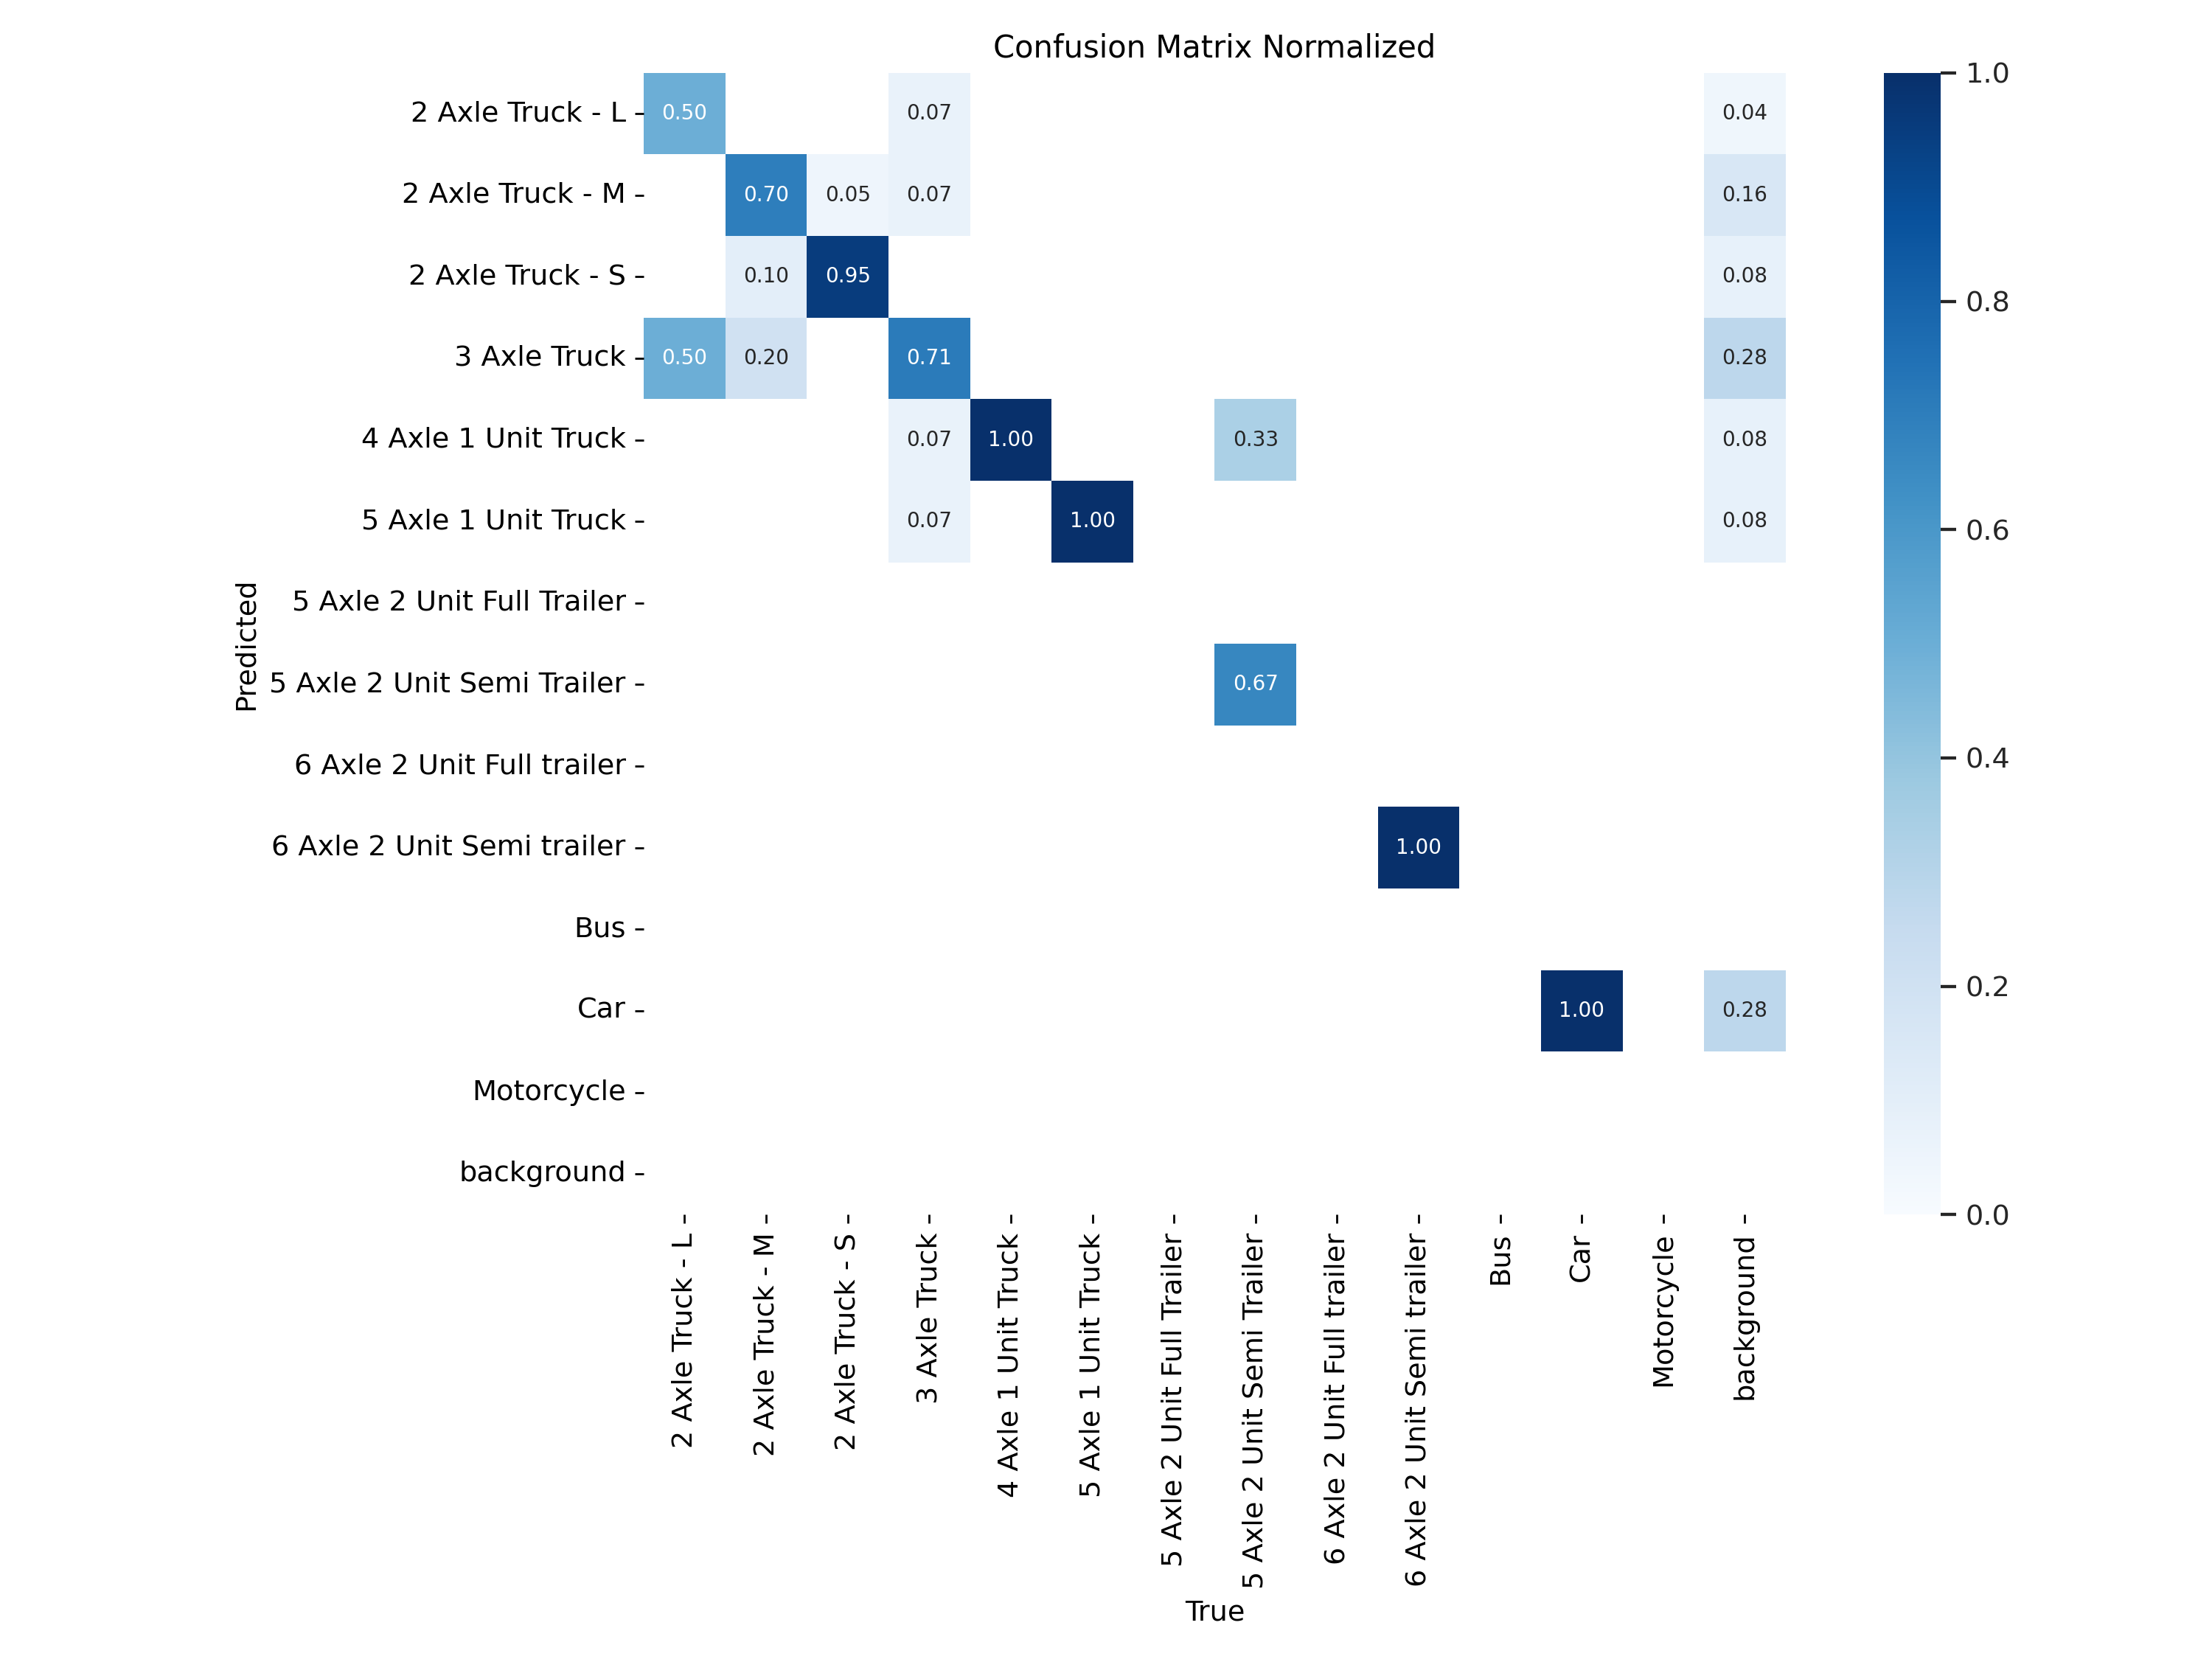 Confusion Matrix Normalized
2 Axle Truck - L
0.50 0.07 0.04
2 Axle Truck - M
0.70 0.05 0.07 0.16
2 Axle Truck - S
0.10 0.95 0.08
3 Axle Truck
0.50 0.20 0.71 0.28
4 Axle 1 Unit Truck
0.07 1.00 0.33 0.08
5 Axle 1 Unit Truck
0.07 1.00 0.08
5 Axle 2 Unit Full Trailer
5 Axle 2 Unit Semi Trailer
0.67
6 Axle 2 Unit Full trailer
6 Axle 2 Unit Semi trailer
1.00
Bus
Car
1.00 0.28
Motorcycle
background
Predicted
2 Axle Truck - L
2 Axle Truck - M
2 Axle Truck - S
3 Axle Truck
4 Axle 1 Unit Truck
5 Axle 1 Unit Truck
5 Axle 2 Unit Full Trailer
5 Axle 2 Unit Semi Trailer
6 Axle 2 Unit Full trailer
6 Axle 2 Unit Semi trailer
Bus
Car
Motorcycle
background
True
1.0
0.8
0.6
0.4
0.2
0.0